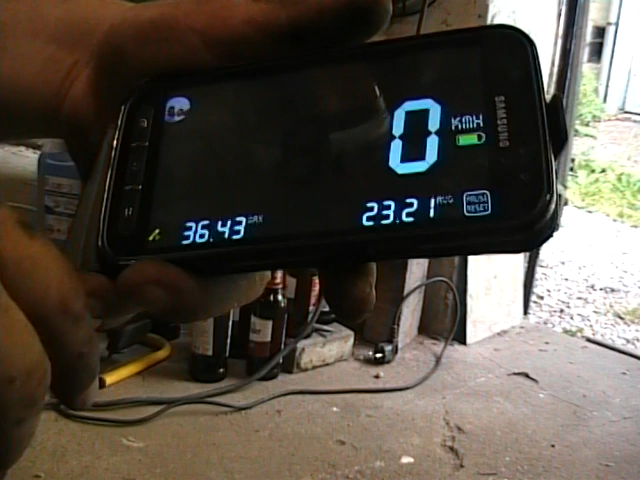 0 KMH
SAMSUNG
36.43 MAX
23.21 AVG
PAUSE
RESET